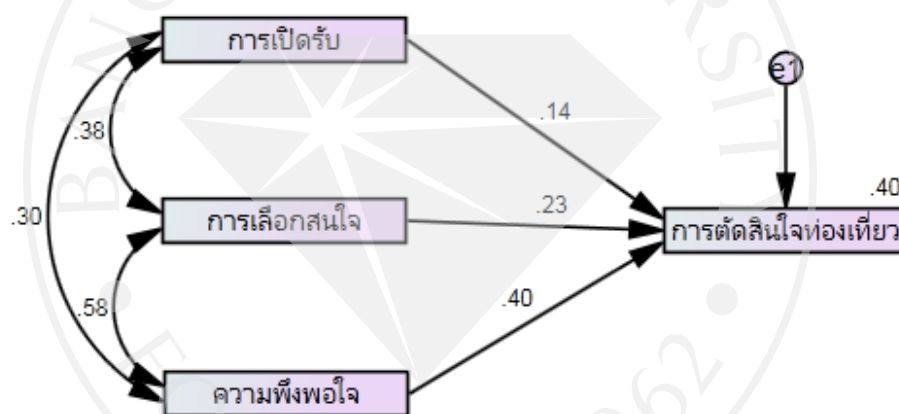 การเปิดรับ
e1
.14
.38
.40
.30
การเลือกสนใจ
.23
การตัดสินใจท่องเที่ยว
.58
.40
ความพึงพอใจ